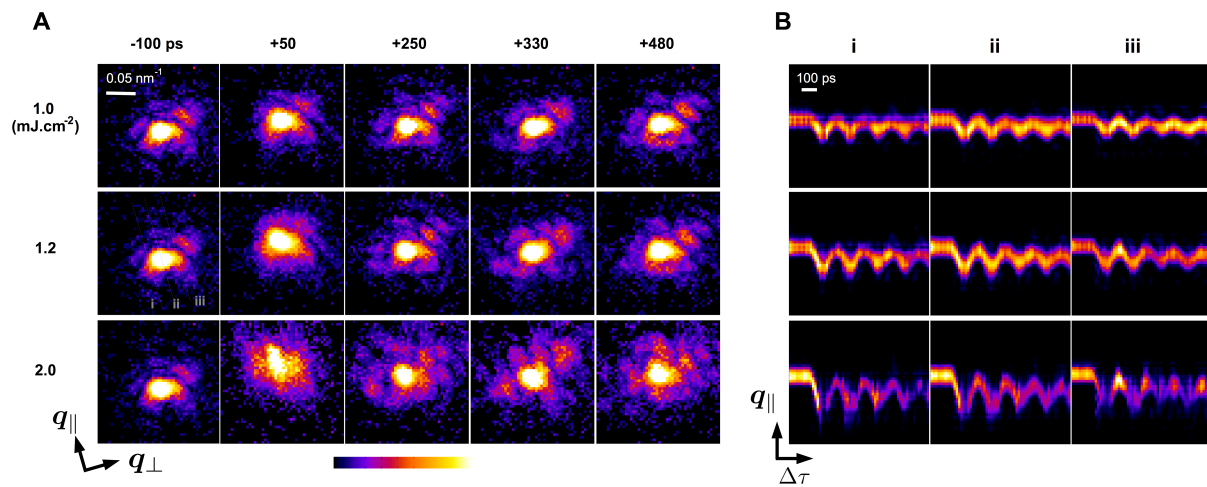 A
B
-100 ps +50 +250 +330 +480
i ii iii
0.05 nm⁻¹
100 ps
1.0
(mJ.cm⁻²)
1.2
i ii iii
2.0
q||
q⊥
q||
Δτ